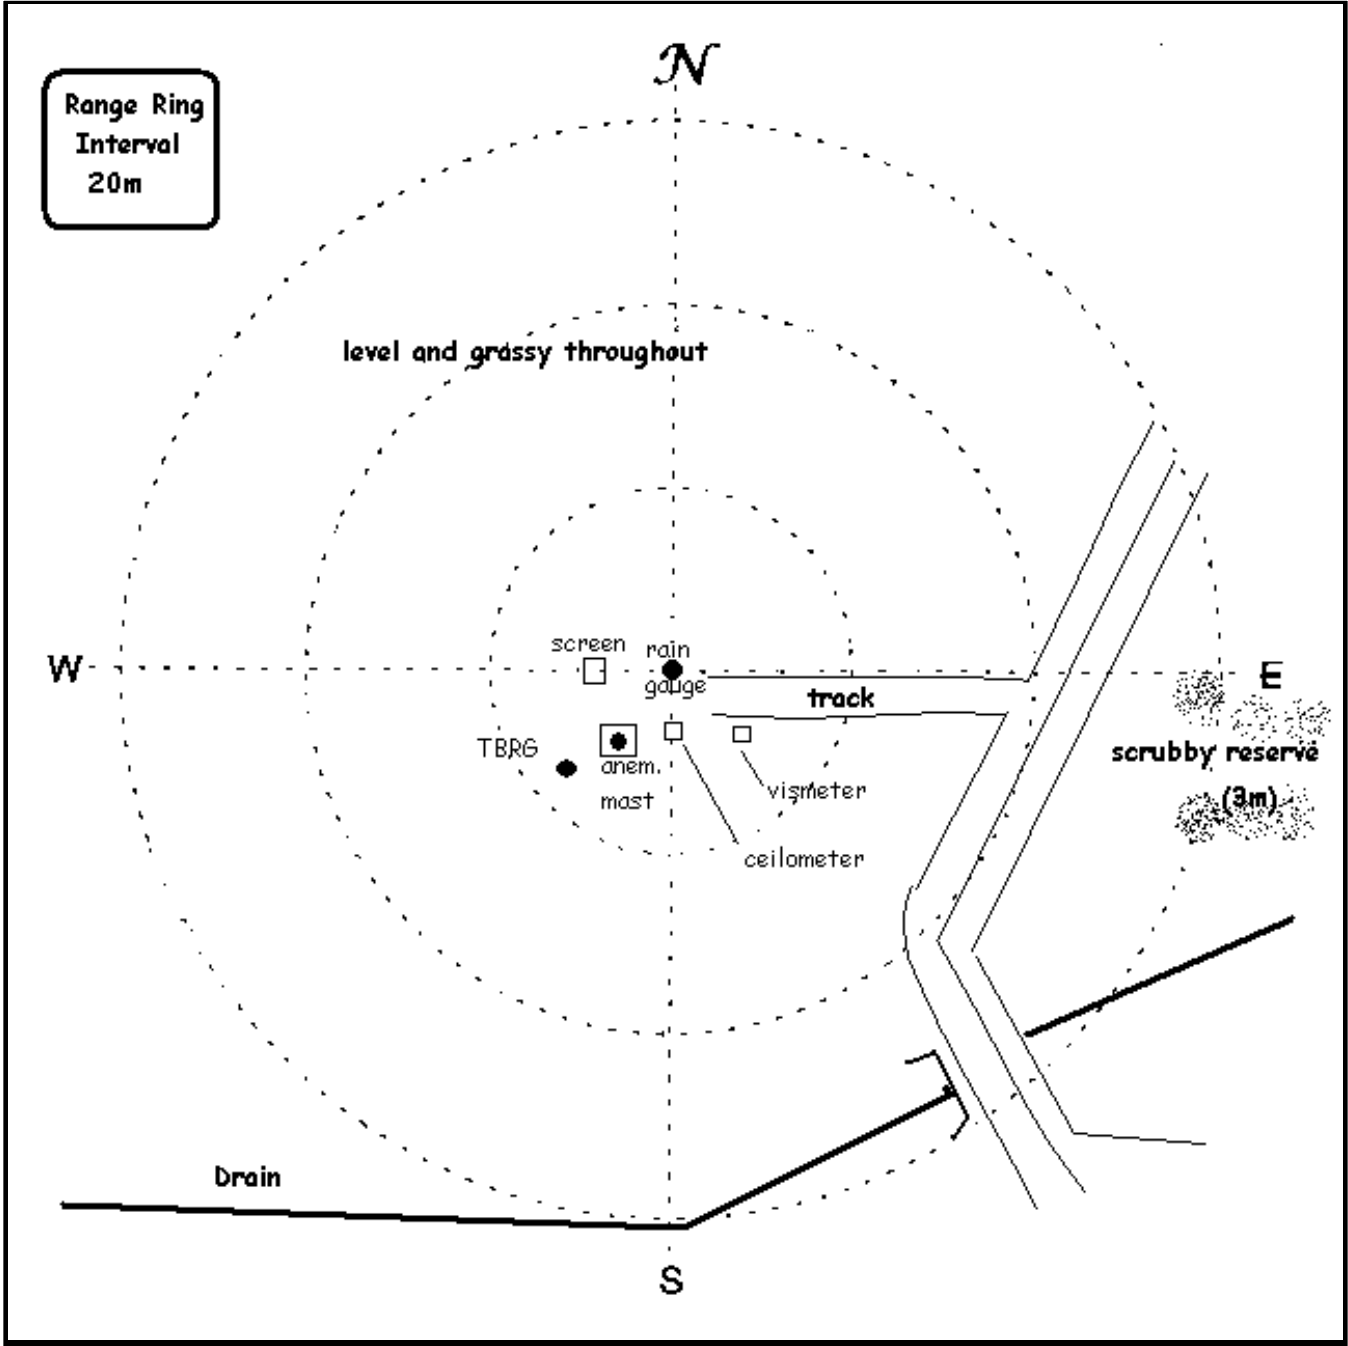 N
Range Ring
Interval
20m
level and grassy throughout
screen
rain
gauge
W
E
track
TBRG
anem.
mast
scrubby reserve
(3m)
vismeter
ceilometer
Drain
S